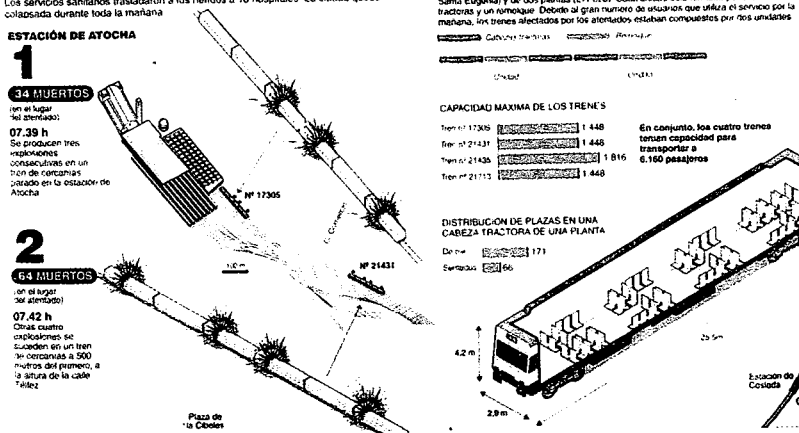 Los servicios sanitarios trasladaron a los heridos a 16 hospitales.
colapsada durante toda la mañana
ESTACIÓN DE ATOCHA
1
34 MUERTOS
(en el lugar
del atentado)
07.39 h
Se producen tres
explosiones
consecutivas en un
tren de cercanías
parado en la estación de
Atocha
Nº 17305
100 m
Nº 21431
2
64 MUERTOS
(en el lugar
del atentado)
07.42 h
Otras cuatro
explosiones se
suceden en un tren
de cercanías a 500
metros del primero, a
la altura de la calle
Téllez
Plaza de
la Cibeles
Santa Eugenia) y de dos plantas
tractoras y un remolque. Debido al gran número de usuarios que utiliza el servicio por la
mañana, los trenes afectados por los atentados estaban compuestos por dos unidades
Cabezas tractoras
Remolque
Unidad
Unidad
CAPACIDAD MAXIMA DE LOS TRENES
Tren nº 17305 1.448
Tren nº 21431 1.448
Tren nº 21435 1.816
Tren nº 21713 1.448
En conjunto, los cuatro trenes
tenían capacidad para
transportar a
6.160 pasajeros
DISTRIBUCIÓN DE PLAZAS EN UNA
CABEZA TRACTORA DE UNA PLANTA
De pie 171
Sentados 66
4,2 m
2,9 m
25,5m
Estación de
Coslada